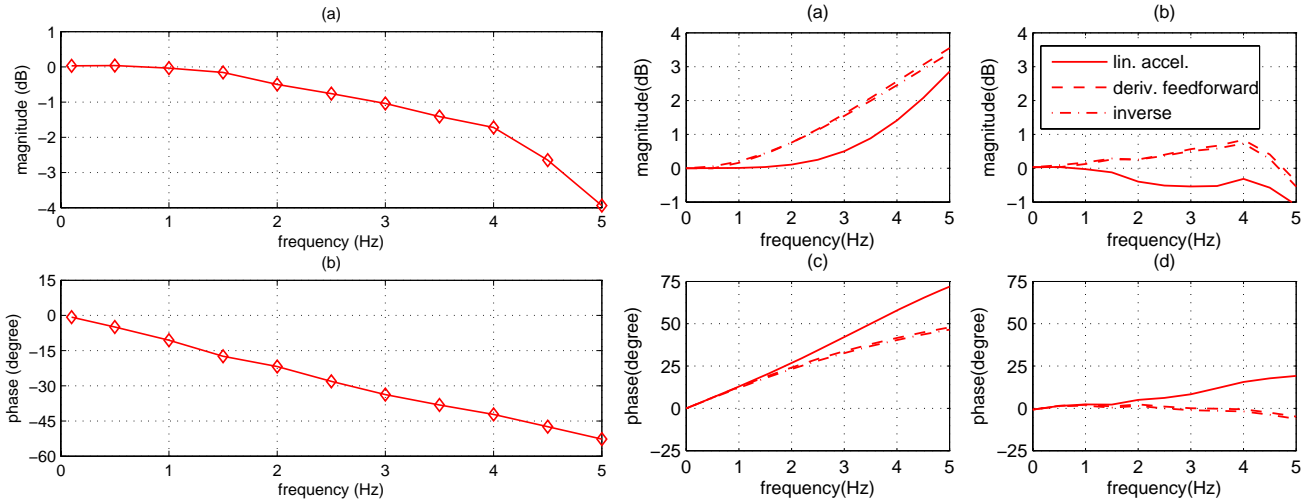 (a)
magnitude (dB)
1
0
−1
−2
−3
−4
0 1 2 3 4 5
frequency (Hz)
(b)
phase (degree)
15
0
−15
−30
−45
−60
0 1 2 3 4 5
frequency (Hz)
(a)
magnitude(dB)
4
3
2
1
0
−1
0 1 2 3 4 5
frequency(Hz)
(b)
magnitude(dB)
4
3
2
1
0
−1
lin. accel.
deriv. feedforward
inverse
0 1 2 3 4 5
frequency(Hz)
(c)
phase(degree)
75
50
25
0
−25
0 1 2 3 4 5
frequency(Hz)
(d)
phase(degree)
75
50
25
0
−25
0 1 2 3 4 5
frequency(Hz)